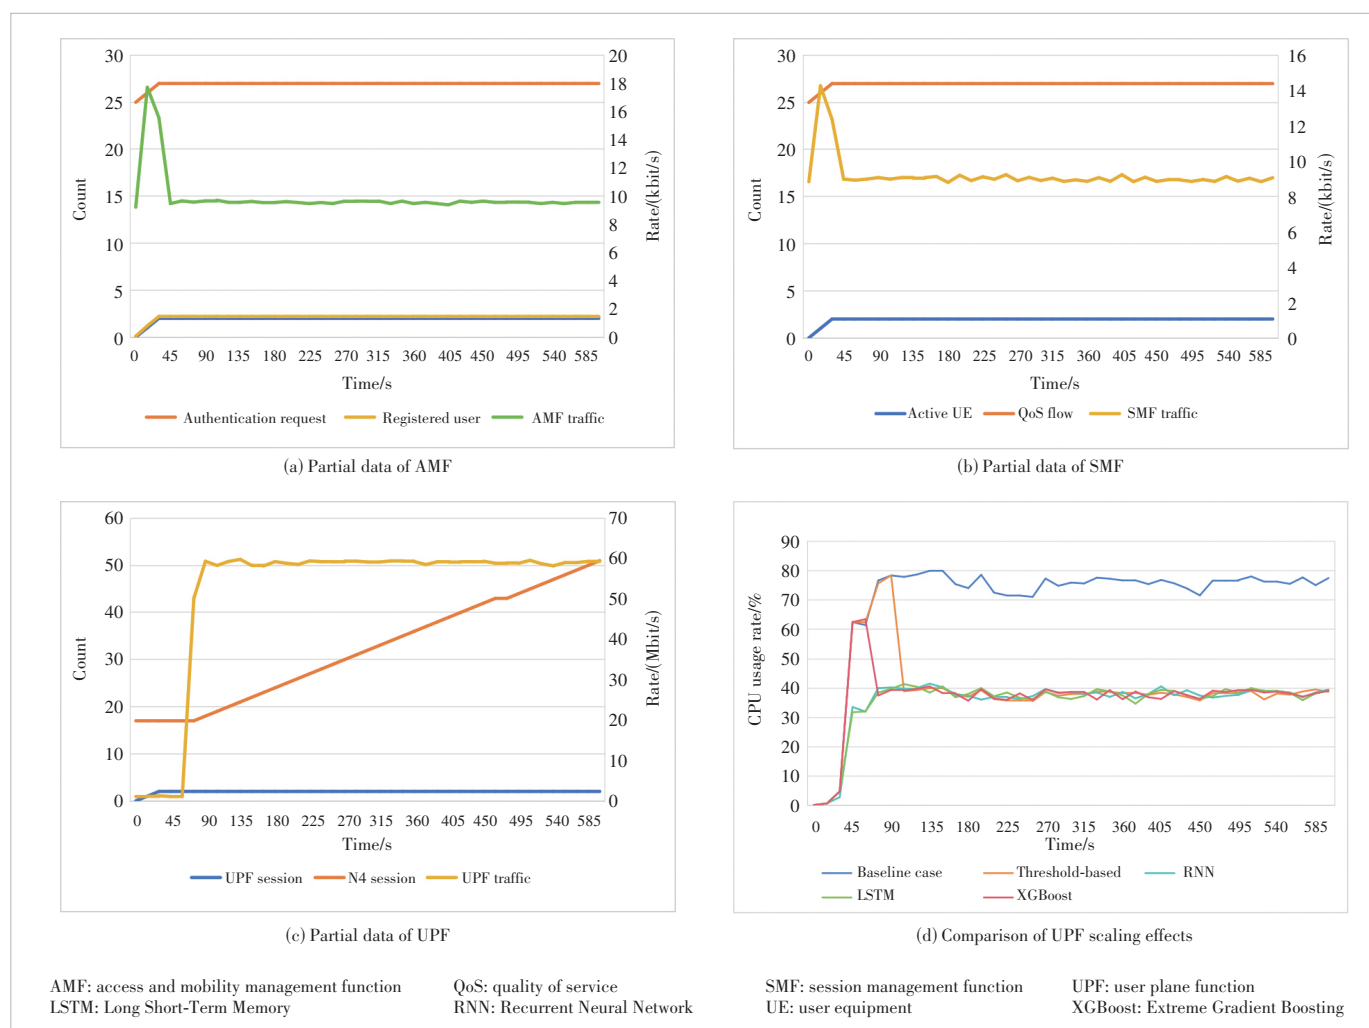 30
25
20
15
10
5
0
Count
20
18
16
14
12
10
8
6
4
2
0
Rate/(kbit/s)
0 45 90 135 180 225 270 315 360 405 450 495 540 585
Time/s
Authentication request Registered user AMF traffic
(a) Partial data of AMF
30
25
20
15
10
5
0
Count
16
14
12
10
8
6
4
2
0
Rate/(kbit/s)
0 45 90 135 180 225 270 315 360 405 450 495 540 585
Time/s
Active UE QoS flow SMF traffic
(b) Partial data of SMF
60
50
40
30
20
10
0
Count
70
60
50
40
30
20
10
0
Rate/(Mbit/s)
0 45 90 135 180 225 270 315 360 405 450 495 540 585
Time/s
UPF session N4 session UPF traffic
(c) Partial data of UPF
90
80
70
60
50
40
30
20
10
0
CPU usage rate/%
0 45 90 135 180 225 270 315 360 405 450 495 540 585
Time/s
Baseline case Threshold-based RNN
LSTM XGBoost
(d) Comparison of UPF scaling effects
AMF: access and mobility management function QoS: quality of service SMF: session management function UPF: user plane function
LSTM: Long Short-Term Memory RNN: Recurrent Neural Network UE: user equipment XGBoost: Extreme Gradient Boosting